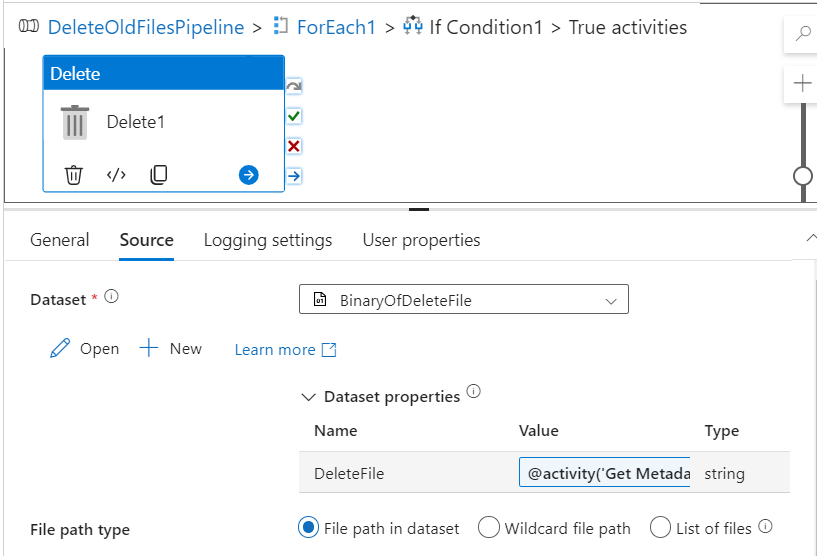 DeleteOldFilesPipeline > ForEach1 > If Condition1 > True activities
Delete
Delete1
General Source Logging settings User properties
Dataset * BinaryOfDeleteFile
Open New Learn more
Dataset properties
Name Value Type
DeleteFile @activity('Get Metada string
File path type File path in dataset Wildcard file path List of files